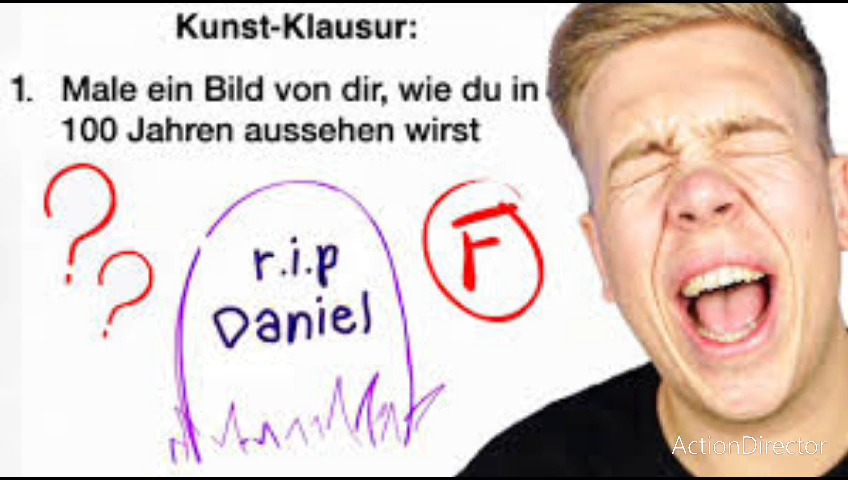 Kunst-Klausur:
1. Male ein Bild von dir, wie du in
100 Jahren aussehen wirst
??
r.i.p
Daniel
F
ActionDirector